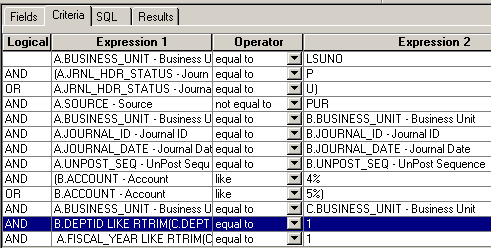 Fields Criteria SQL Results
Logical Expression 1 Operator Expression 2
A.BUSINESS_UNIT - Business U equal to LSUNO
AND (A.JRNL_HDR_STATUS - Journ equal to P
OR A.JRNL_HDR_STATUS - Journa equal to U)
AND A.SOURCE - Source not equal to PUR
AND A.BUSINESS_UNIT - Business U equal to B.BUSINESS_UNIT - Business Unit
AND A.JOURNAL_ID - Journal ID equal to B.JOURNAL_ID - Journal ID
AND A.JOURNAL_DATE - Journal Dat equal to B.JOURNAL_DATE - Journal Date
AND A.UNPOST_SEQ - UnPost Sequ equal to B.UNPOST_SEQ - UnPost Sequence
AND (B.ACCOUNT - Account like 4%
OR B.ACCOUNT - Account like 5%)
AND A.BUSINESS_UNIT - Business U equal to C.BUSINESS_UNIT - Business Unit
AND B.DEPTID LIKE RTRIM(C.DEPT equal to 1
AND A.FISCAL_YEAR LIKE RTRIM(C equal to 1